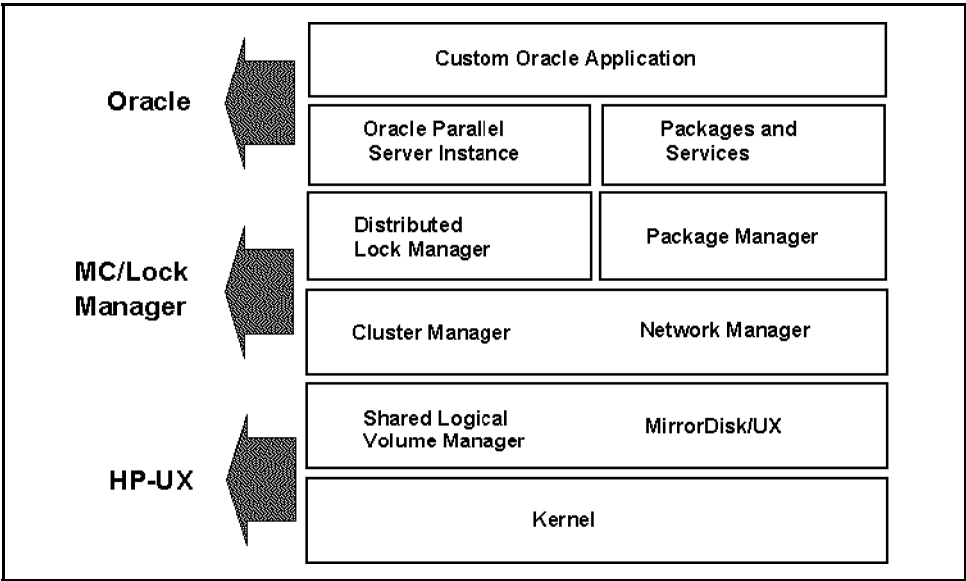 Custom Oracle Application
Oracle
Oracle Parallel
Server Instance
Packages and
Services
Distributed
Lock Manager
Package Manager
MC/Lock
Manager
Cluster Manager
Network Manager
Shared Logical
Volume Manager
MirrorDisk/UX
HP-UX
Kernel